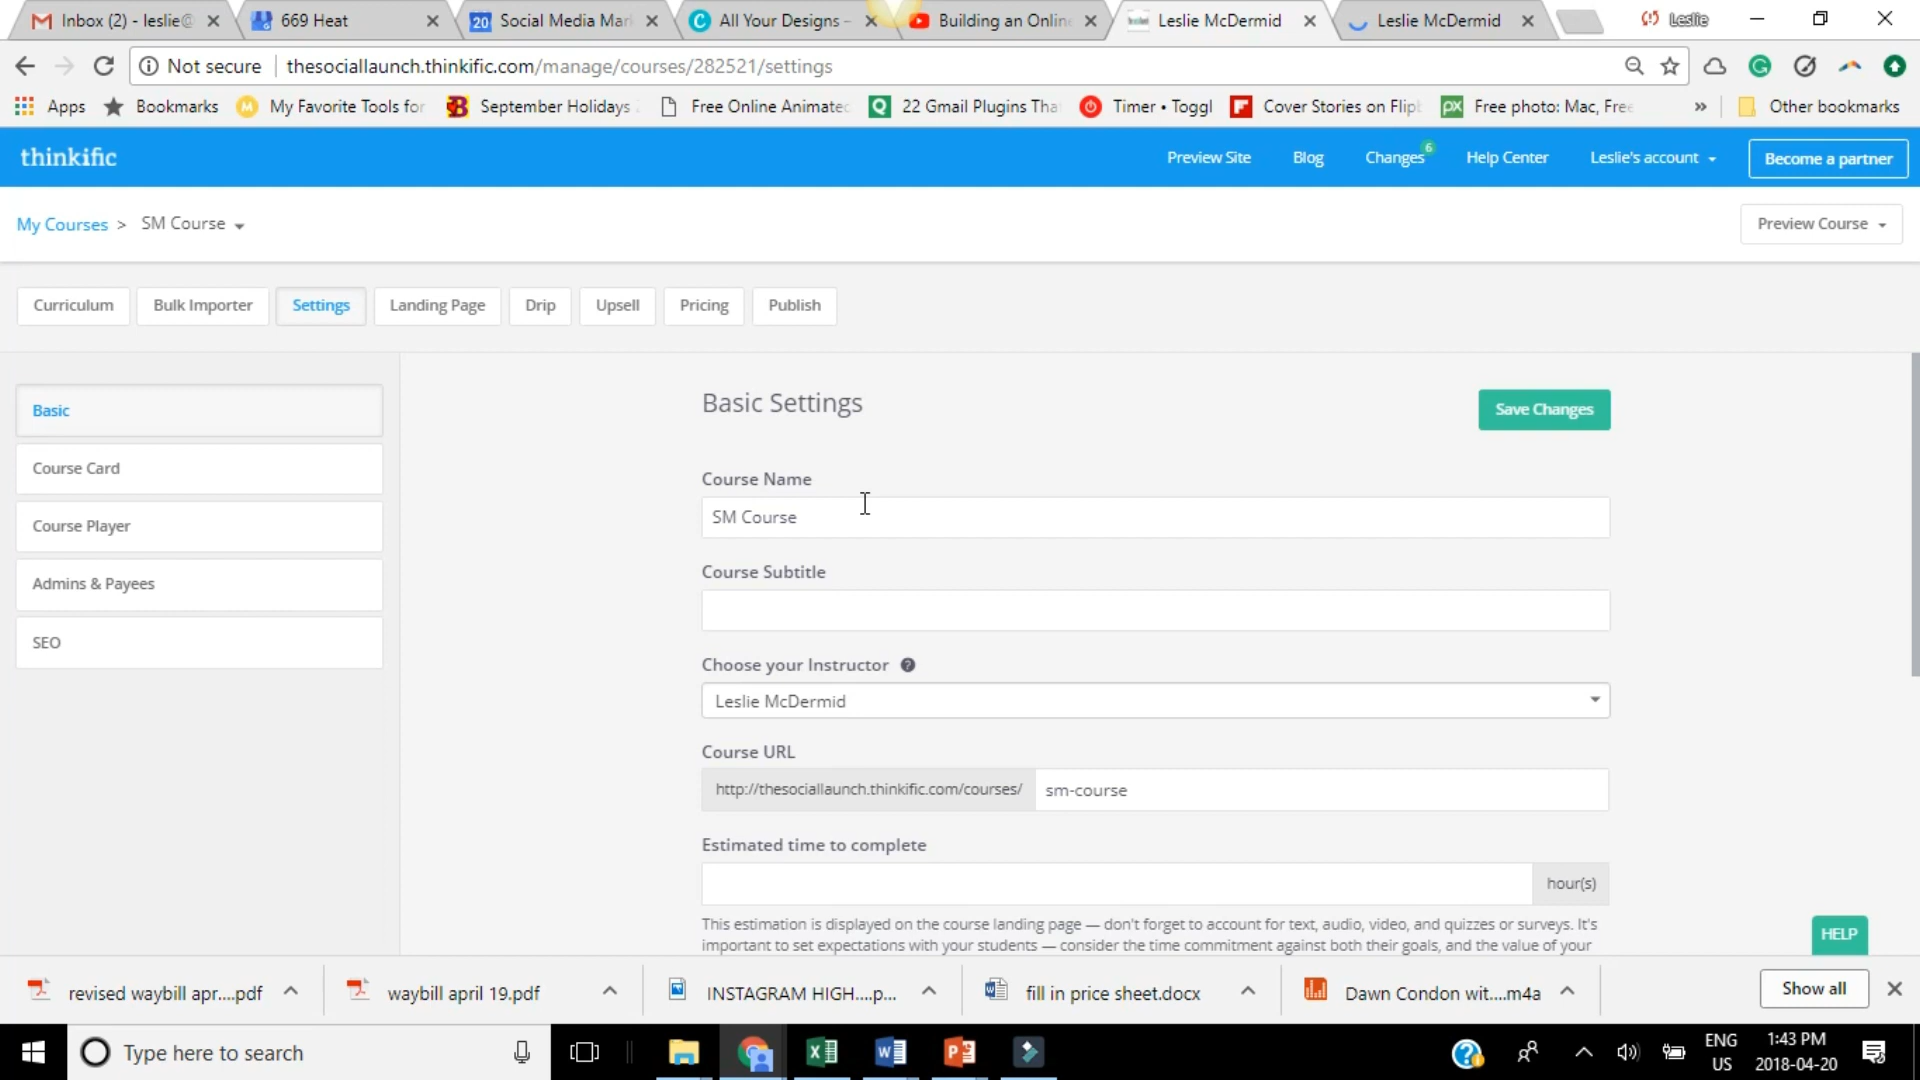 Inbox (2) - leslie@
669 Heat
20 Social Media Mar
All Your Designs -
Building an Onlin
Leslie McDermid
Leslie McDermid
Leslie
Not secure thesociallaunch.thinkific.com/manage/courses/282521/settings
Apps Bookmarks My Favorite Tools for September Holidays Free Online Animated 22 Gmail Plugins Tha Timer • Toggl Cover Stories on Flip Free photo: Mac, Free » Other bookmarks
thinkific Preview Site Blog Changes 6 Help Center Leslie's account Become a partner
My Courses > SM Course Preview Course
Curriculum Bulk Importer Settings Landing Page Drip Upsell Pricing Publish
Basic
Course Card
Course Player
Admins & Payees
SEO
Basic Settings Save Changes
Course Name
SM Course
Course Subtitle
Choose your Instructor ?
Leslie McDermid
Course URL
http://thesociallaunch.thinkific.com/courses/ sm-course
Estimated time to complete
hour(s)
This estimation is displayed on the course landing page — don't forget to account for text, audio, video, and quizzes or surveys. It's
important to set expectations with your students — consider the time commitment against both their goals, and the value of your
HELP
revised waybill apr....pdf waybill april 19.pdf INSTAGRAM HIGH....p... fill in price sheet.docx Dawn Condon wit....m4a Show all
Type here to search ENG 1:43 PM
US 2018-04-20